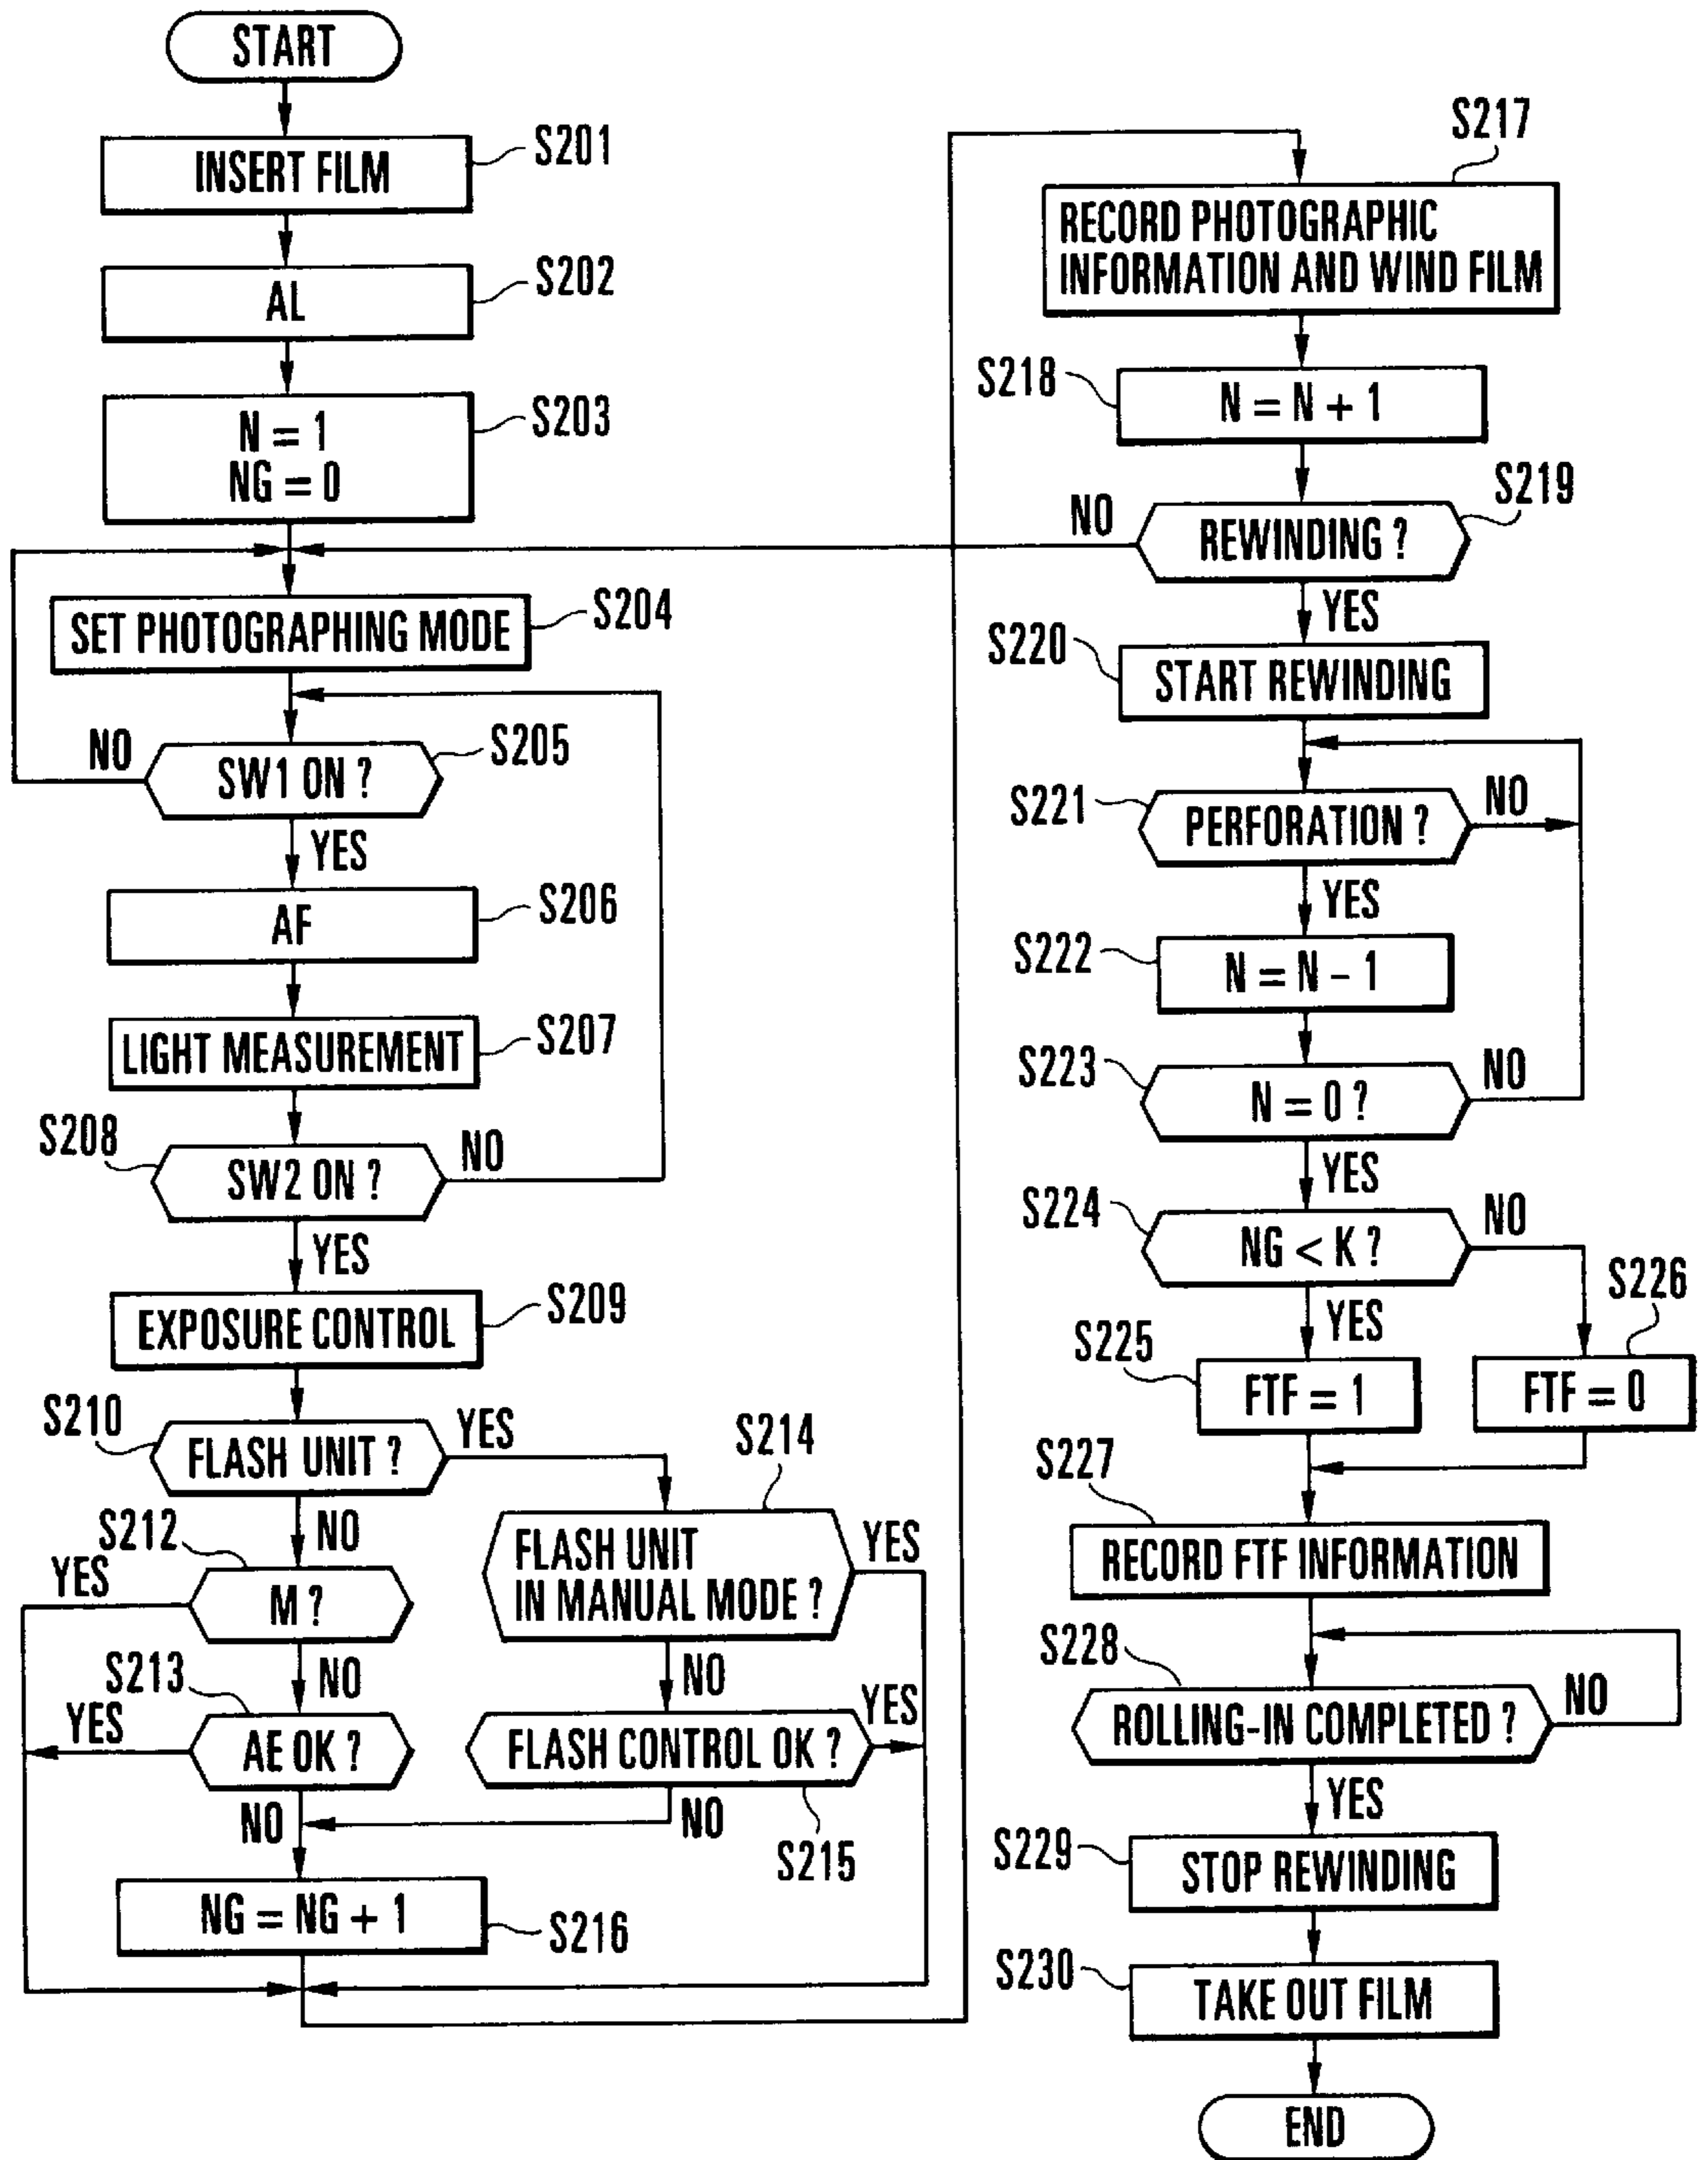 START
INSERT FILM
S201
AL
S202
N = 1
NG = 0
S203
SET PHOTOGRAPHING MODE
S204
SW1 ON ?
S205
NO
YES
AF
S206
LIGHT MEASUREMENT
S207
S208
SW2 ON ?
NO
YES
EXPOSURE CONTROL
S209
S210
FLASH UNIT ?
YES
NO
S212
M ?
YES
NO
S213
AE OK ?
YES
NO
S214
FLASH UNIT
IN MANUAL MODE ?
YES
NO
FLASH CONTROL OK ?
YES
NO
S215
NG = NG + 1
S216
S217
RECORD PHOTOGRAPHIC
INFORMATION AND WIND FILM
S218
N = N + 1
S219
REWINDING ?
NO
YES
S220
START REWINDING
S221
PERFORATION ?
NO
YES
S222
N = N - 1
S223
N = 0 ?
NO
YES
S224
NG < K ?
NO
YES
S225
FTF = 1
S226
FTF = 0
S227
RECORD FTF INFORMATION
S228
ROLLING-IN COMPLETED ?
NO
YES
S229
STOP REWINDING
S230
TAKE OUT FILM
END